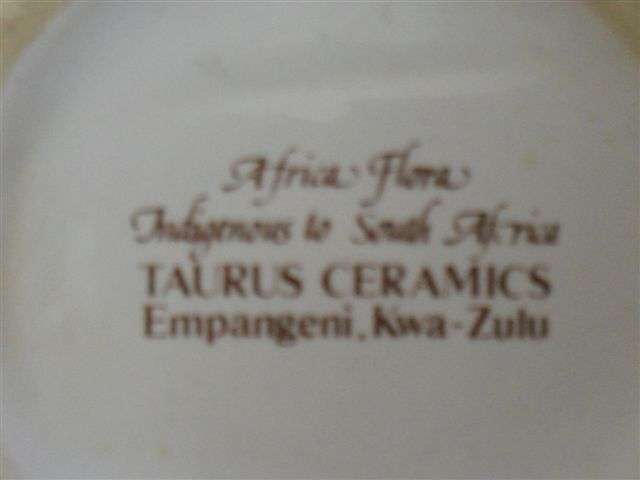 Africa Flora
Indigenous to South Africa
TAURUS CERAMICS
Empangeni. Kwa-Zulu